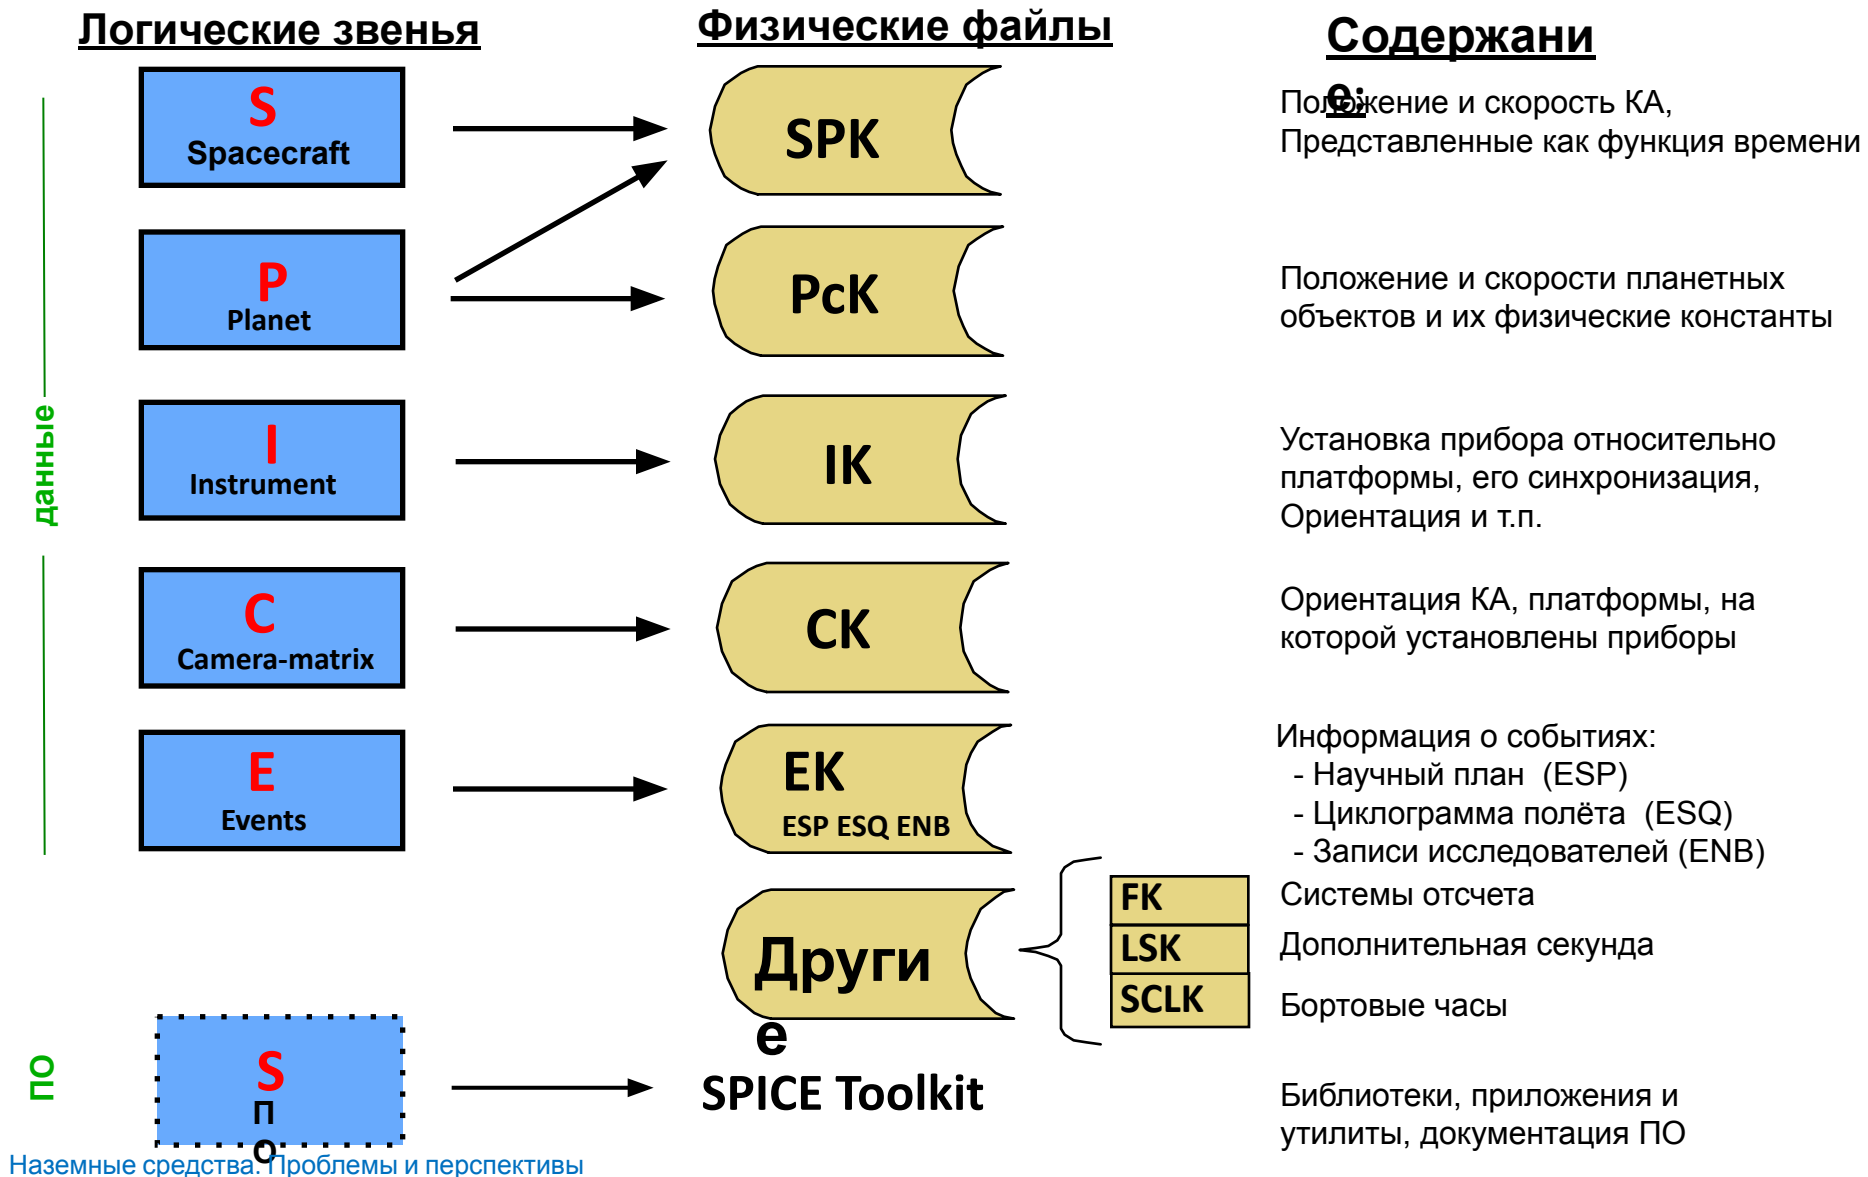 Логические звенья
Физические файлы
Содержани
е:
S
Spacecraft
SPK
Положение и скорость КА,
Представленные как функция времени
P
Planet
PcK
Положение и скорости планетных
объектов и их физические константы
данные
I
Instrument
IK
Установка прибора относительно
платформы, его синхронизация,
Ориентация и т.п.
C
Camera-matrix
CK
Ориентация КА, платформы, на
которой установлены приборы
E
Events
EK
ESP ESQ ENB
Информация о событиях:
- Научный план (ESP)
- Циклограмма полёта (ESQ)
- Записи исследователей (ENB)
Други
е
FK
Системы отсчета
LSK
Дополнительная секунда
SCLK
Бортовые часы
ПО
S
П
О
SPICE Toolkit
Библиотеки, приложения и
утилиты, документация ПО
Наземные средства. Проблемы и перспективы